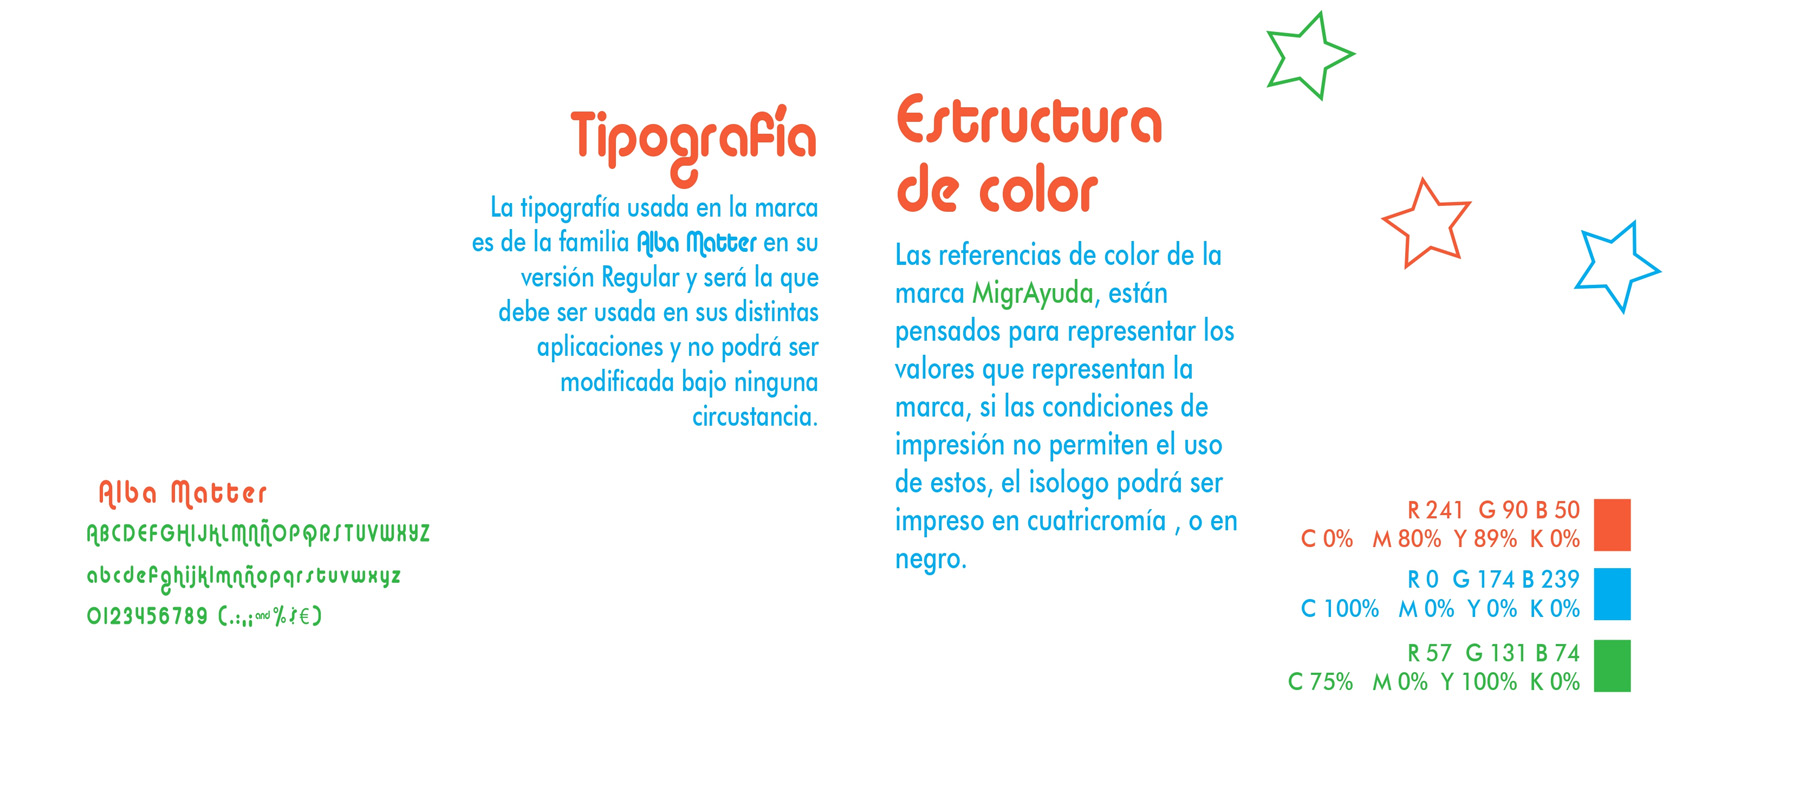 Tipografía
La tipografía usada en la marca
es de la familia Alba Matter en su
versión Regular y será la que
debe ser usada en sus distintas
aplicaciones y no podrá ser
modificada bajo ninguna
circustancia.
Alba Matter
ABCDEFGHIJKLMNÑOPQRSTUVWXYZ
abcdefghijklmnñopqrstuvwxyz
0123456789 (.:,;and%$€)
Estructura
de color
Las referencias de color de la
marca MigrAyuda, están
pensados para representar los
valores que representan la
marca, si las condiciones de
impresión no permiten el uso
de estos, el isologo podrá ser
impreso en cuatricromía , o en
negro.
R 241 G 90 B 50
C 0% M 80% Y 89% K 0%
R 0 G 174 B 239
C 100% M 0% Y 0% K 0%
R 57 G 131 B 74
C 75% M 0% Y 100% K 0%